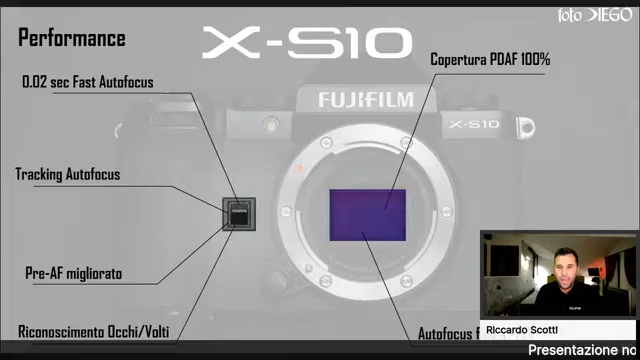 foto DIEGO
Performance
X-S10
Copertura PDAF 100%
0.02 sec Fast Autofocus
FUJIFILM
X-S10
Tracking Autofocus
Pre-AF migliorato
Riconoscimento Occhi/Volti
Autofocus
Riccardo Scotti
Presentazione no